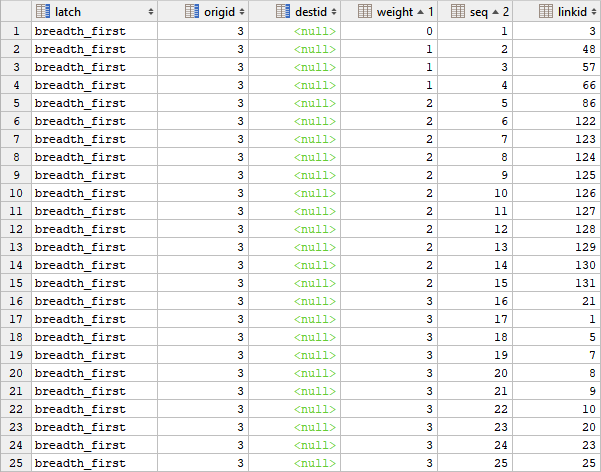 latch origid destid weight 1 seq 2 linkid
1 breadth_first 3 <null> 0 1 3
2 breadth_first 3 <null> 1 2 48
3 breadth_first 3 <null> 1 3 57
4 breadth_first 3 <null> 1 4 66
5 breadth_first 3 <null> 2 5 86
6 breadth_first 3 <null> 2 6 122
7 breadth_first 3 <null> 2 7 123
8 breadth_first 3 <null> 2 8 124
9 breadth_first 3 <null> 2 9 125
10 breadth_first 3 <null> 2 10 126
11 breadth_first 3 <null> 2 11 127
12 breadth_first 3 <null> 2 12 128
13 breadth_first 3 <null> 2 13 129
14 breadth_first 3 <null> 2 14 130
15 breadth_first 3 <null> 2 15 131
16 breadth_first 3 <null> 3 16 21
17 breadth_first 3 <null> 3 17 1
18 breadth_first 3 <null> 3 18 5
19 breadth_first 3 <null> 3 19 7
20 breadth_first 3 <null> 3 20 8
21 breadth_first 3 <null> 3 21 9
22 breadth_first 3 <null> 3 22 10
23 breadth_first 3 <null> 3 23 20
24 breadth_first 3 <null> 3 24 23
25 breadth_first 3 <null> 3 25 25